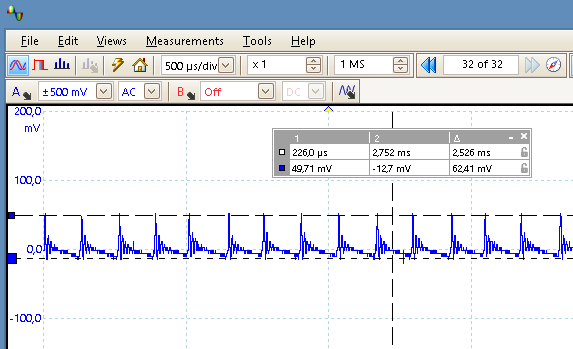 File Edit Views Measurements Tools Help
500 µs/div x 1 1 MS 32 of 32
A ±500 mV AC B Off DC
200,0
mV
1 2 Δ
226,0 µs 2,752 ms 2,526 ms
49,71 mV -12,7 mV 62,41 mV
100,0
0,0
-100,0